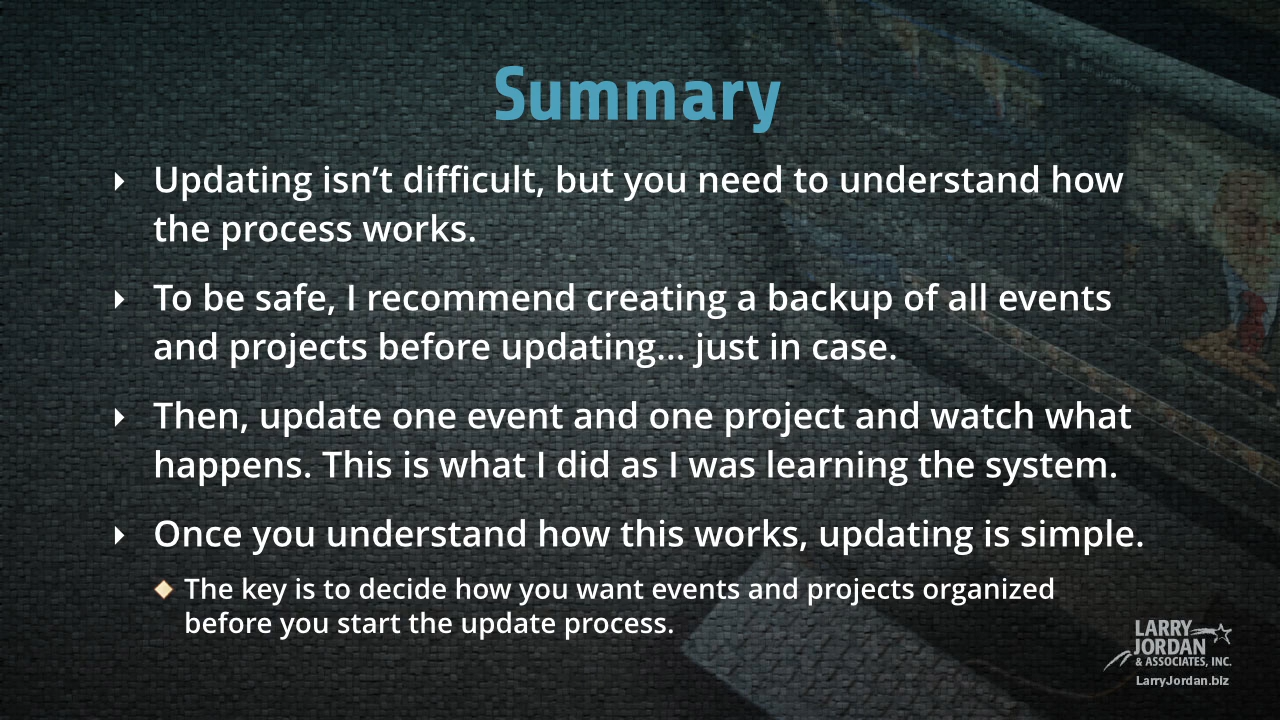 Summary
Updating isn’t difficult, but you need to understand how
the process works.
To be safe, I recommend creating a backup of all events
and projects before updating… just in case.
Then, update one event and one project and watch what
happens. This is what I did as I was learning the system.
Once you understand how this works, updating is simple.
The key is to decide how you want events and projects organized
before you start the update process.
LARRY
JORDAN
& ASSOCIATES, INC.
LarryJordan.biz